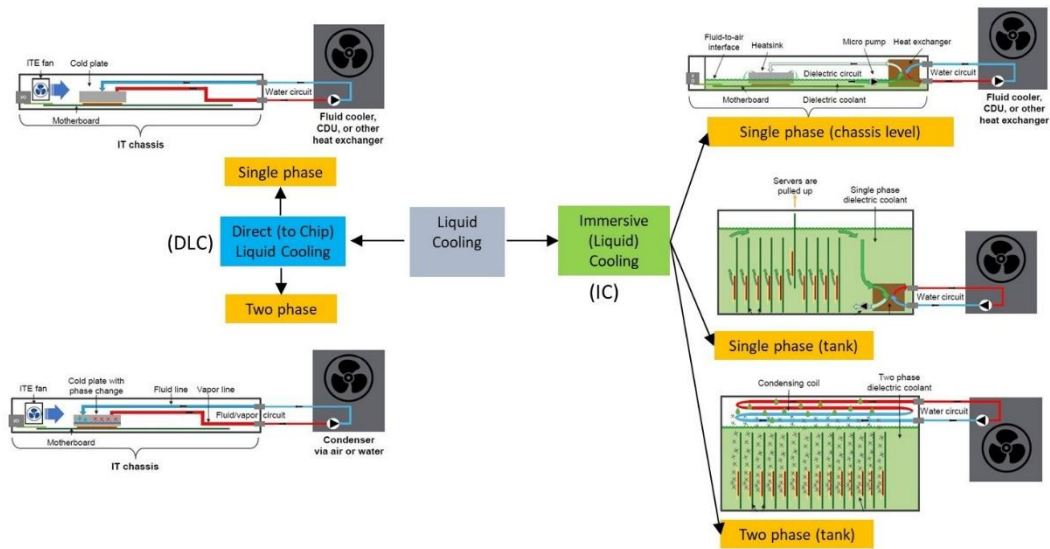 ITE fan
Cold plate
Water circuit
Motherboard
IT chassis
Fluid cooler,
CDU, or other
heat exchanger
Single phase
(DLC)
Direct (to Chip)
Liquid Cooling
Two phase
ITE fan
Cold plate with
phase change
Fluid line
Vapor line
Fluid/vapor circuit
Motherboard
IT chassis
Condenser
via air or water
Liquid
Cooling
Immersive
(Liquid)
Cooling
(IC)
Fluid-to-air
interface
Heatsink
Micro pump
Heat exchanger
Dielectric circuit
Water circuit
Motherboard
Dielectric coolant
Fluid cooler,
CDU, or other
heat exchanger
Single phase (chassis level)
Servers are
pulled up
Single phase
dielectric coolant
Water circuit
Single phase (tank)
Condensing coil
Two phase
dielectric coolant
Water circuit
Two phase (tank)